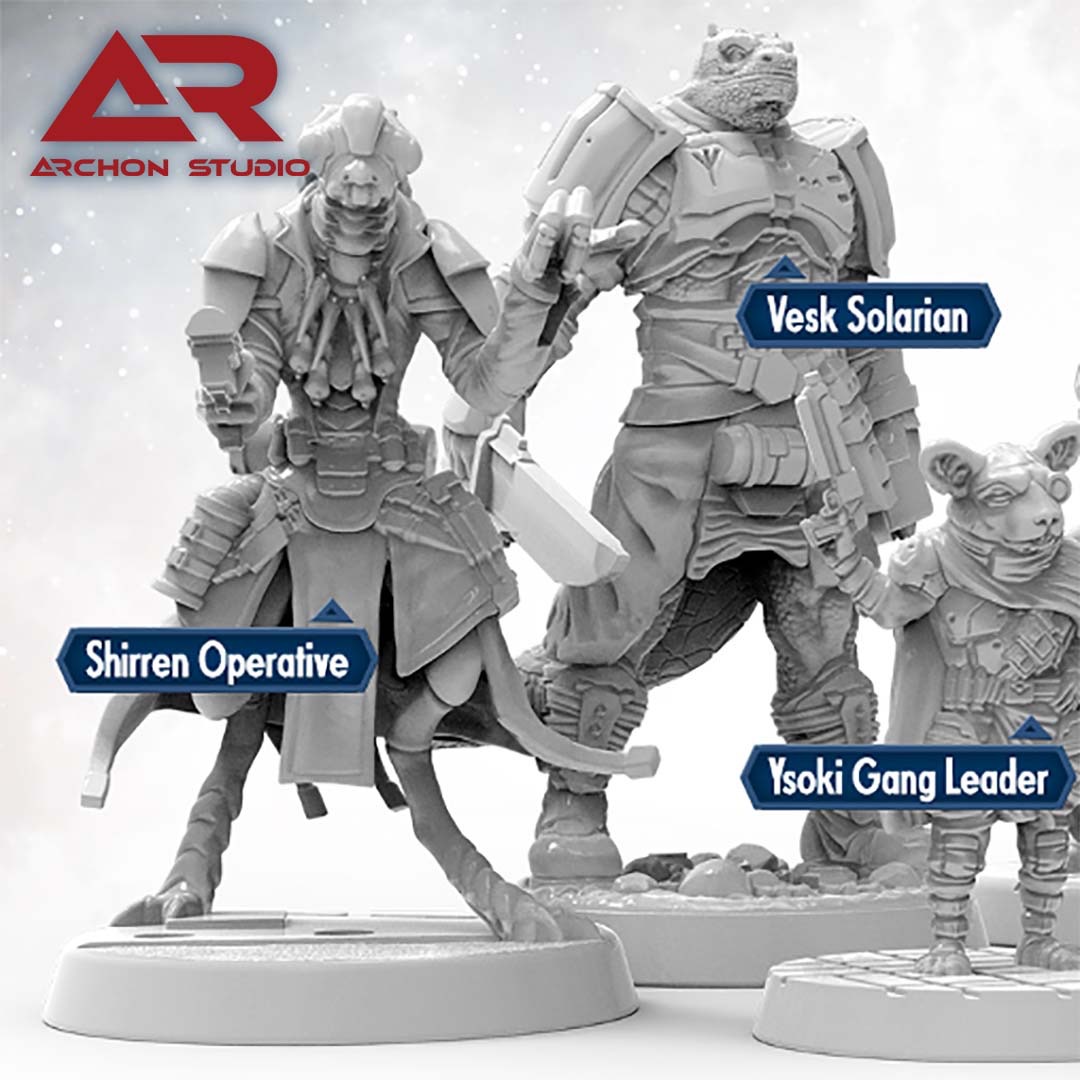 AR
ARCHON STUDIO
Vesk Solarian
Shirren Operative
Ysoki Gang Leader